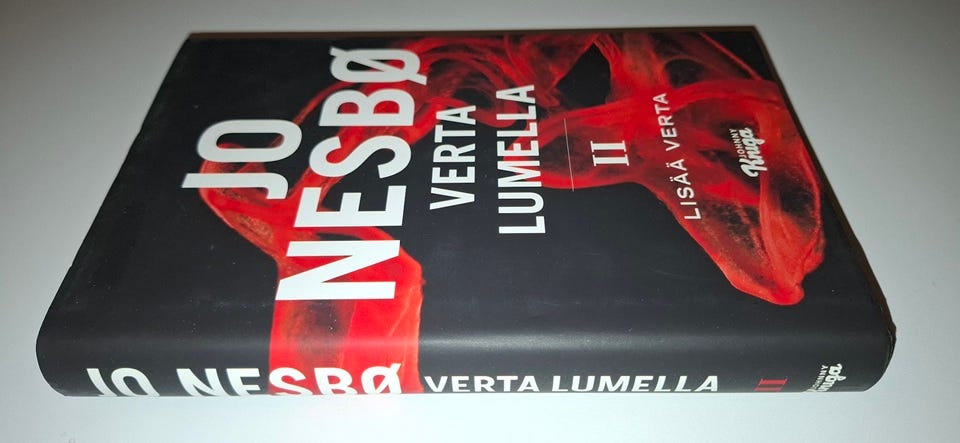 JO
NESBØ
VERTA
LUMELLA
II
LISÄÄ VERTA
JOHNNY
Kniga
JO NESBØ VERTA LUMELLA II
JOHNNY
Kniga